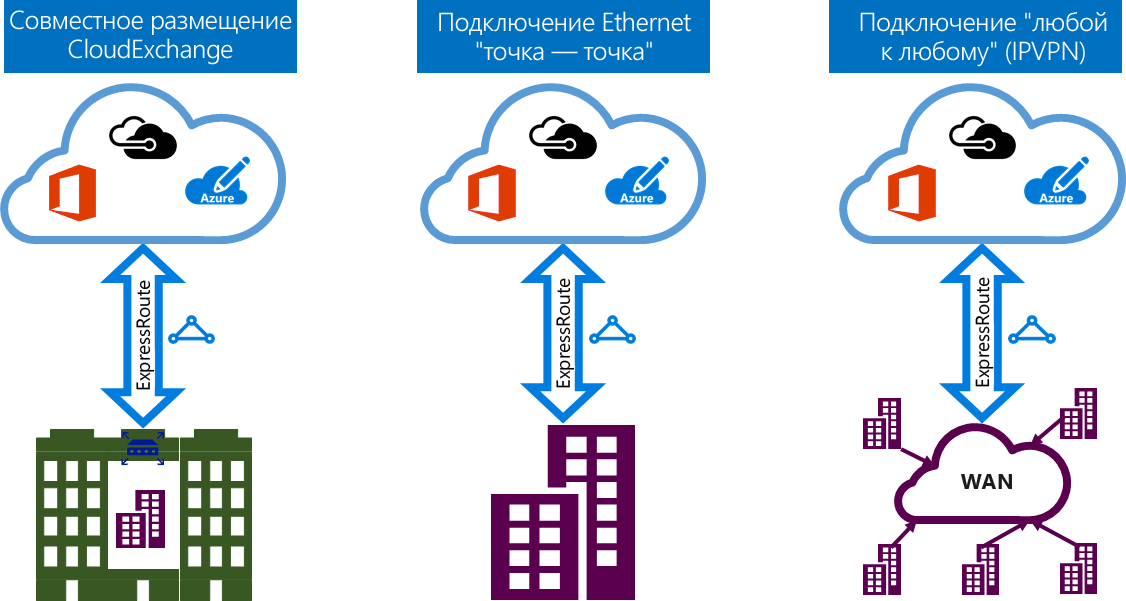 Совместное размещение
CloudExchange
Подключение Ethernet
"точка — точка"
Подключение "любой
к любому" (IPVPN)
Azure
Azure
Azure
ExpressRoute
ExpressRoute
ExpressRoute
WAN